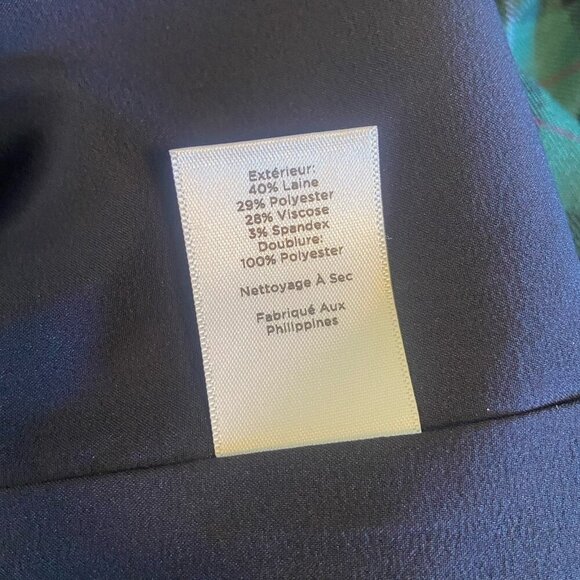 Extérieur:
40% Laine
29% Polyester
28% Viscose
3% Spandex
Doublure:
100% Polyester
Nettoyage À Sec
Fabriqué Aux
Philippines